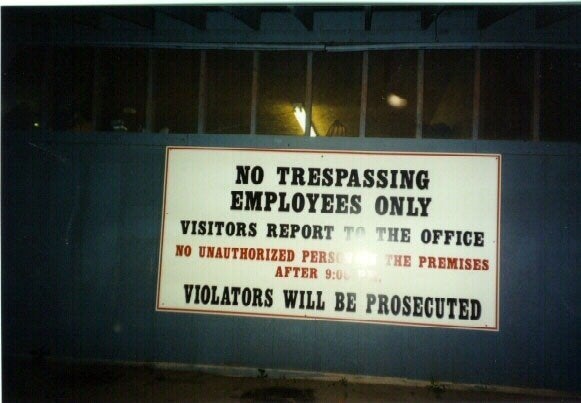 NO TRESPASSING
EMPLOYEES ONLY
VISITORS REPORT TO THE OFFICE
NO UNAUTHORIZED THE PREMISES
AFTER
VIOLATORS WILL BE PROSECUTED